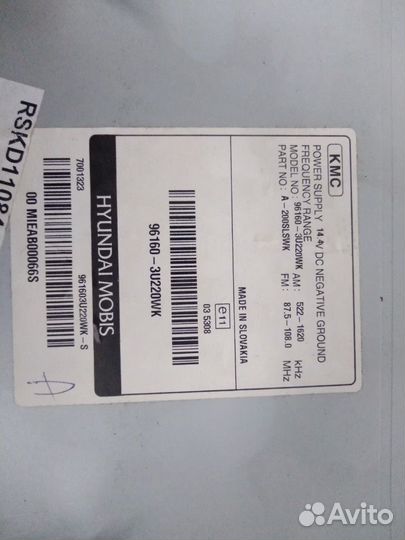 KMC
POWER SUPPLY 14.4V DC NEGATIVE GROUND
FREQUENCY RANGE
MODEL NO: 96160-3U220WK AM: 522-1620 kHz
PART NO: A-200SLSWK FM: 87.5-108.0 MHz
MADE IN SLOVAKIA
e11
03 5308
96160-3U220WK
HYUNDAI MOBIS
961603U220WK-S
7001323
00 MIEAB00066S
Avito